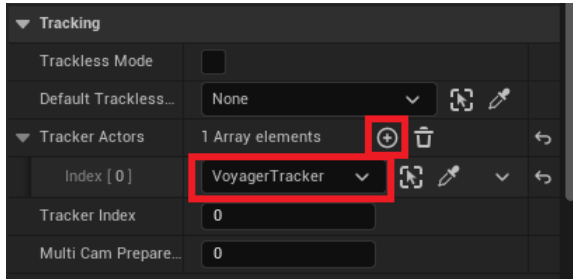 Tracking
Trackless Mode
Default Trackless... None
Tracker Actors 1 Array elements
Index [ 0 ] VoyagerTracker
Tracker Index 0
Multi Cam Prepare... 0